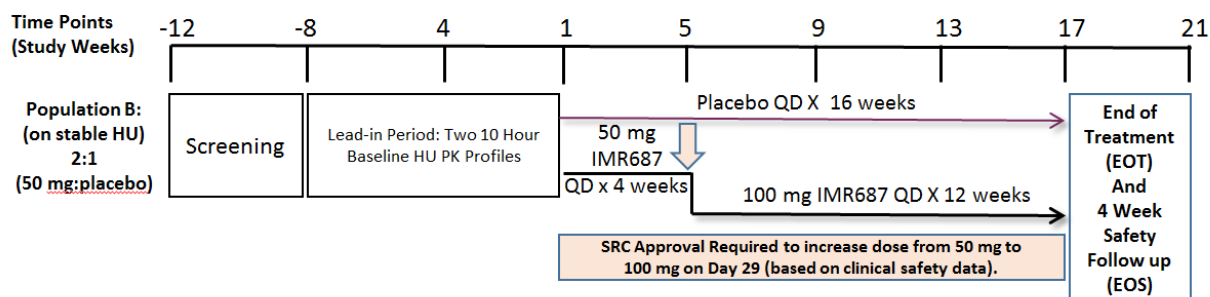 Time Points
(Study Weeks)
-12 -8 1 5 9 13 17 21
Population B:
(on stable HU)
2:1
(50 mg:placebo)
Screening
Lead-in Period: Two 10 Hour
Baseline HU PK Profiles
Placebo QD X 16 weeks
50 mg
IMR687
QD x 4 weeks
100 mg IMR687 QD X 12 weeks
SRC Approval Required to increase dose from 50 mg to
100 mg on Day 29 (based on clinical safety data).
End of
Treatment
(EOT)
And
4 Week
Safety
Follow up
(EOS)